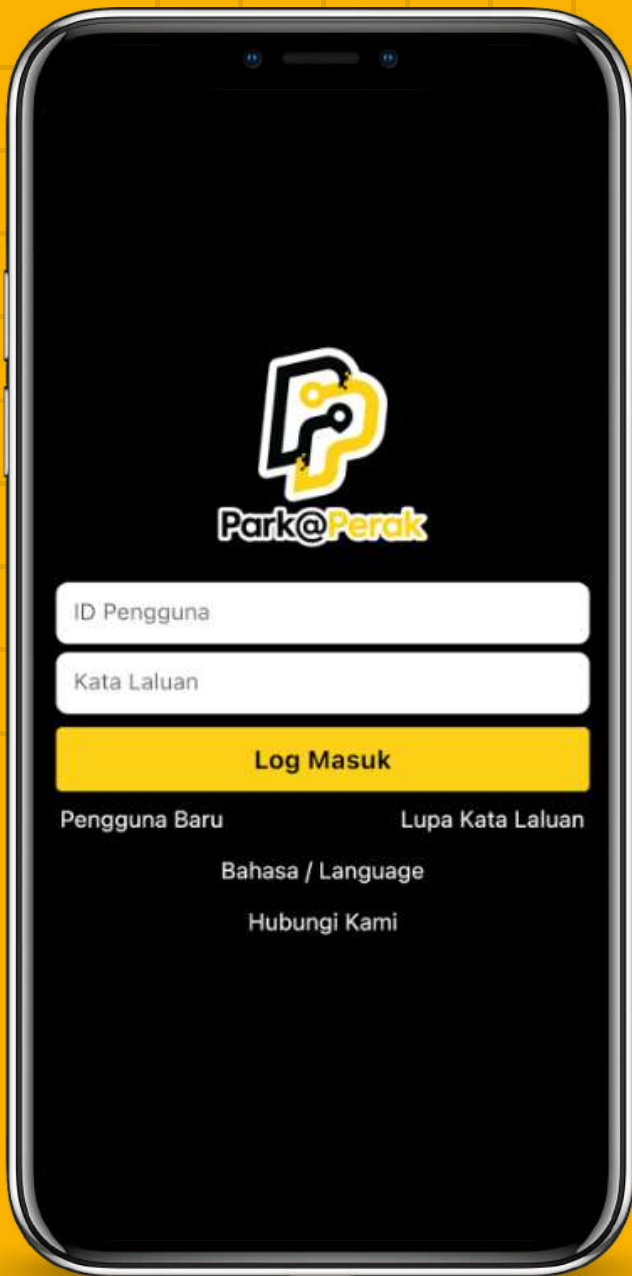 Park@Perak
ID Pengguna
Kata Laluan
Log Masuk
Pengguna Baru
Lupa Kata Laluan
Bahasa / Language
Hubungi Kami